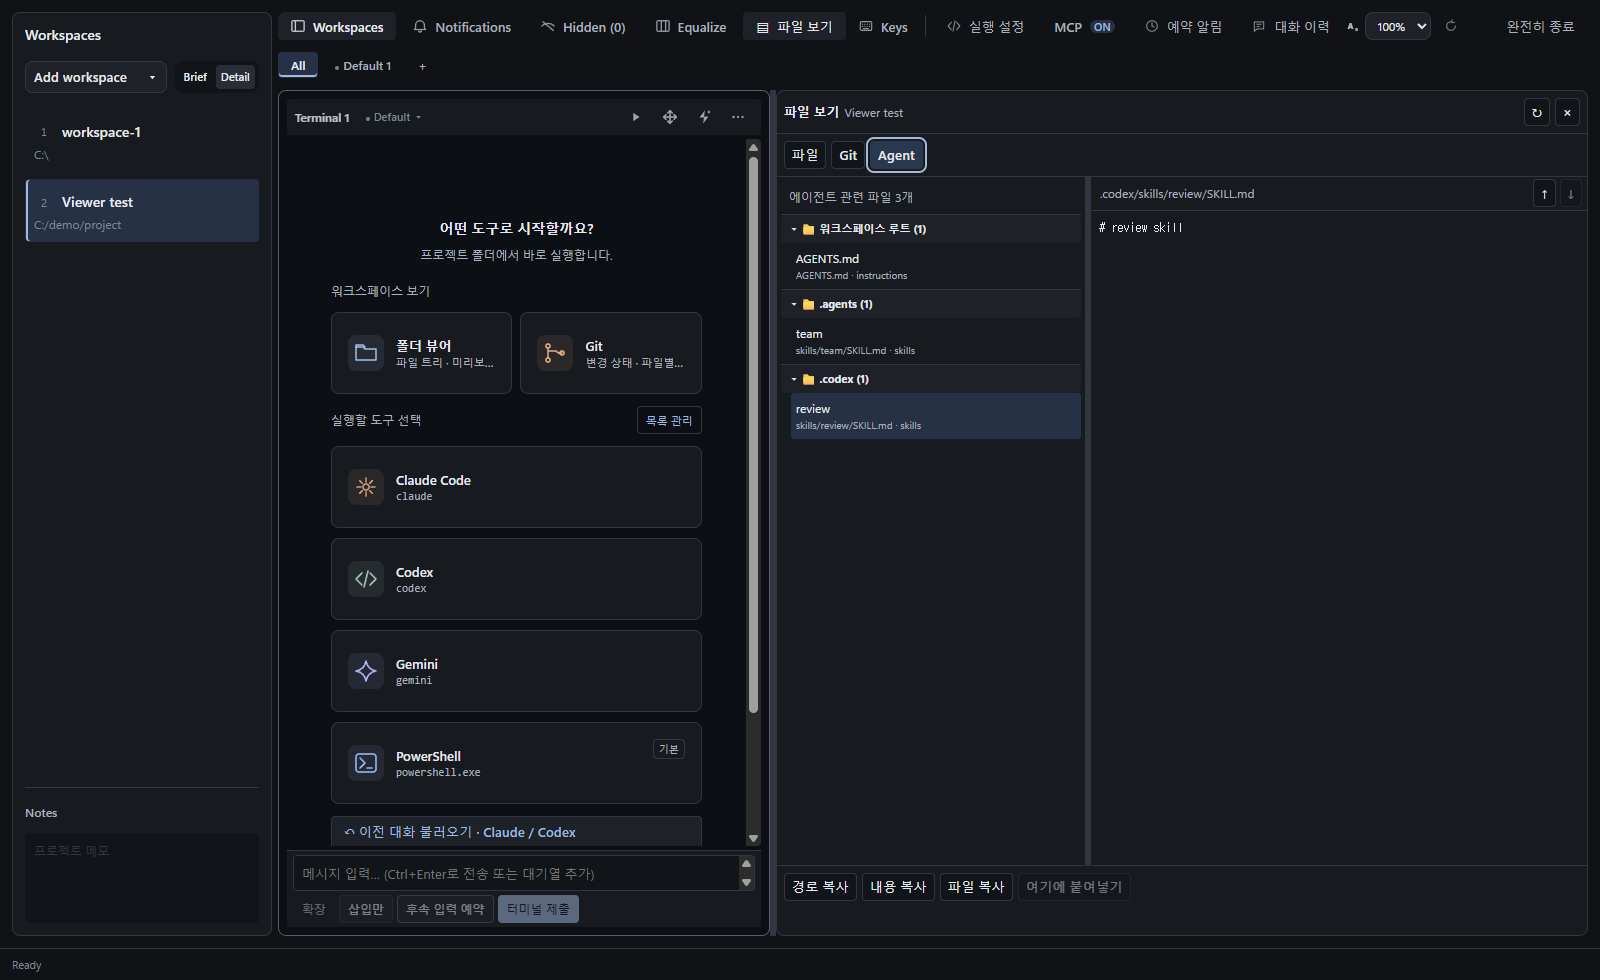 Workspaces
Add workspace
Brief
Detail
1 workspace-1
C:\
2 Viewer test
C:/demo/project
Notes
프로젝트 메모
Workspaces
Notifications
Hidden (0)
Equalize
파일 보기
Keys
실행 설정
MCP ON
예약 알림
대화 이력
100%
완전히 종료
All
Default 1
+
Terminal 1
Default
어떤 도구로 시작할까요?
프로젝트 폴더에서 바로 실행합니다.
워크스페이스 보기
폴더 뷰어
파일 트리 · 미리보...
Git
변경 상태 · 파일별...
실행할 도구 선택
목록 관리
Claude Code
claude
Codex
codex
Gemini
gemini
PowerShell
powershell.exe
기본
이전 대화 불러오기 · Claude / Codex
메시지 입력... (Ctrl+Enter로 전송 또는 대기열 추가)
확장
삽입만
후속 입력 예약
터미널 제출
파일 보기 Viewer test
파일
Git
Agent
에이전트 관련 파일 3개
워크스페이스 루트 (1)
AGENTS.md
AGENTS.md · instructions
.agents (1)
team
skills/team/SKILL.md · skills
.codex (1)
review
skills/review/SKILL.md · skills
.codex/skills/review/SKILL.md
# review skill
경로 복사
내용 복사
파일 복사
여기에 붙여넣기
Ready